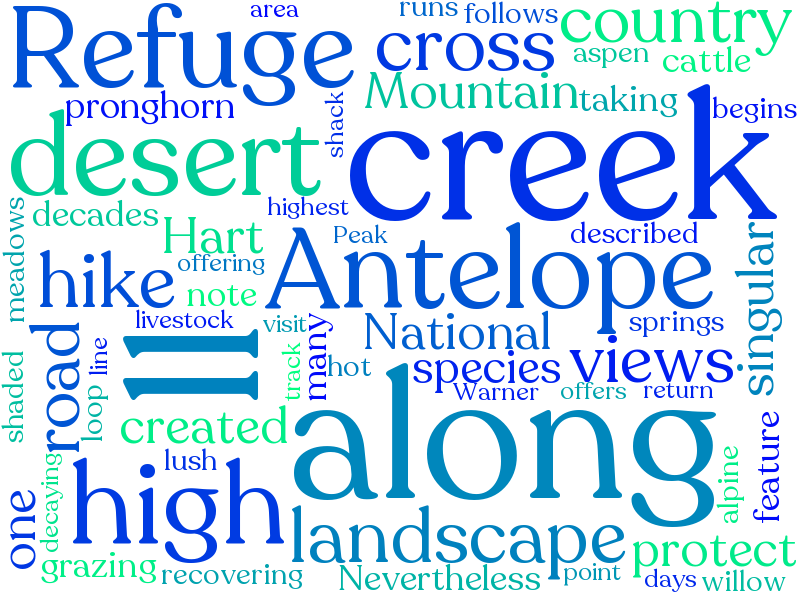 area
runs
follows
country
Refuge
cross
aspen
cattle
pronghorn
shack
Mountain
taking
begins
desert
creek
meadows
decades
highest
Hart
Peak
described
singular
offering
Antelope
hike
note
livestock
visit
many
National
springs
road
line
II
track
hot
species
views
shaded
loop
Warner
offers
return
created
along
lush
high
alpine
feature
one
decaying
landscape
protect
grazing
recovering
Nevertheless
point
days
willow